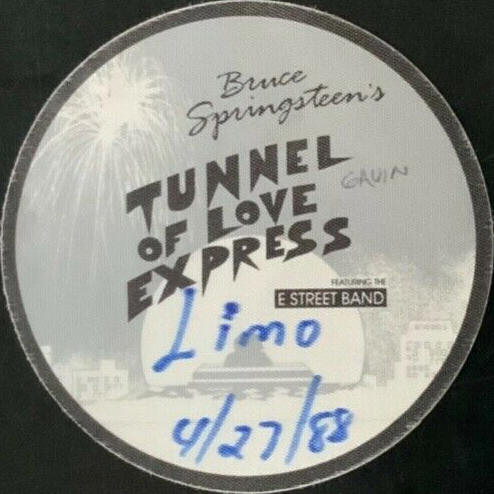 Bruce
Springsteen's
TUNNEL
GAVIN
OF LOVE
EXPRESS
FEATURING THE
E STREET BAND
Limo
4/27/88